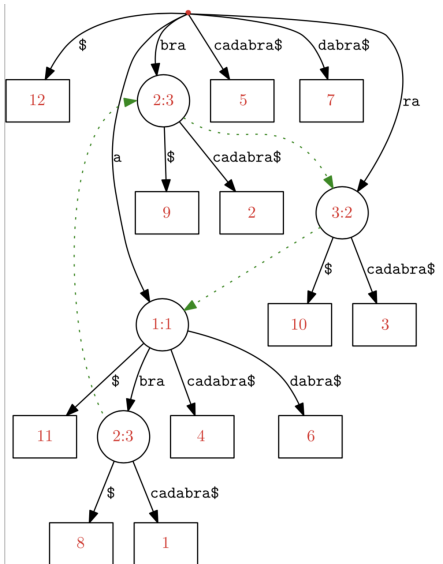 $ bra cadabra$ dabra$
12 2:3 5 7
a ra
$ cadabra$
9 2 3:2
$ cadabra$
1:1 10 3
$ bra cadabra$ dabra$
11 2:3 4 6
$ cadabra$
8 1